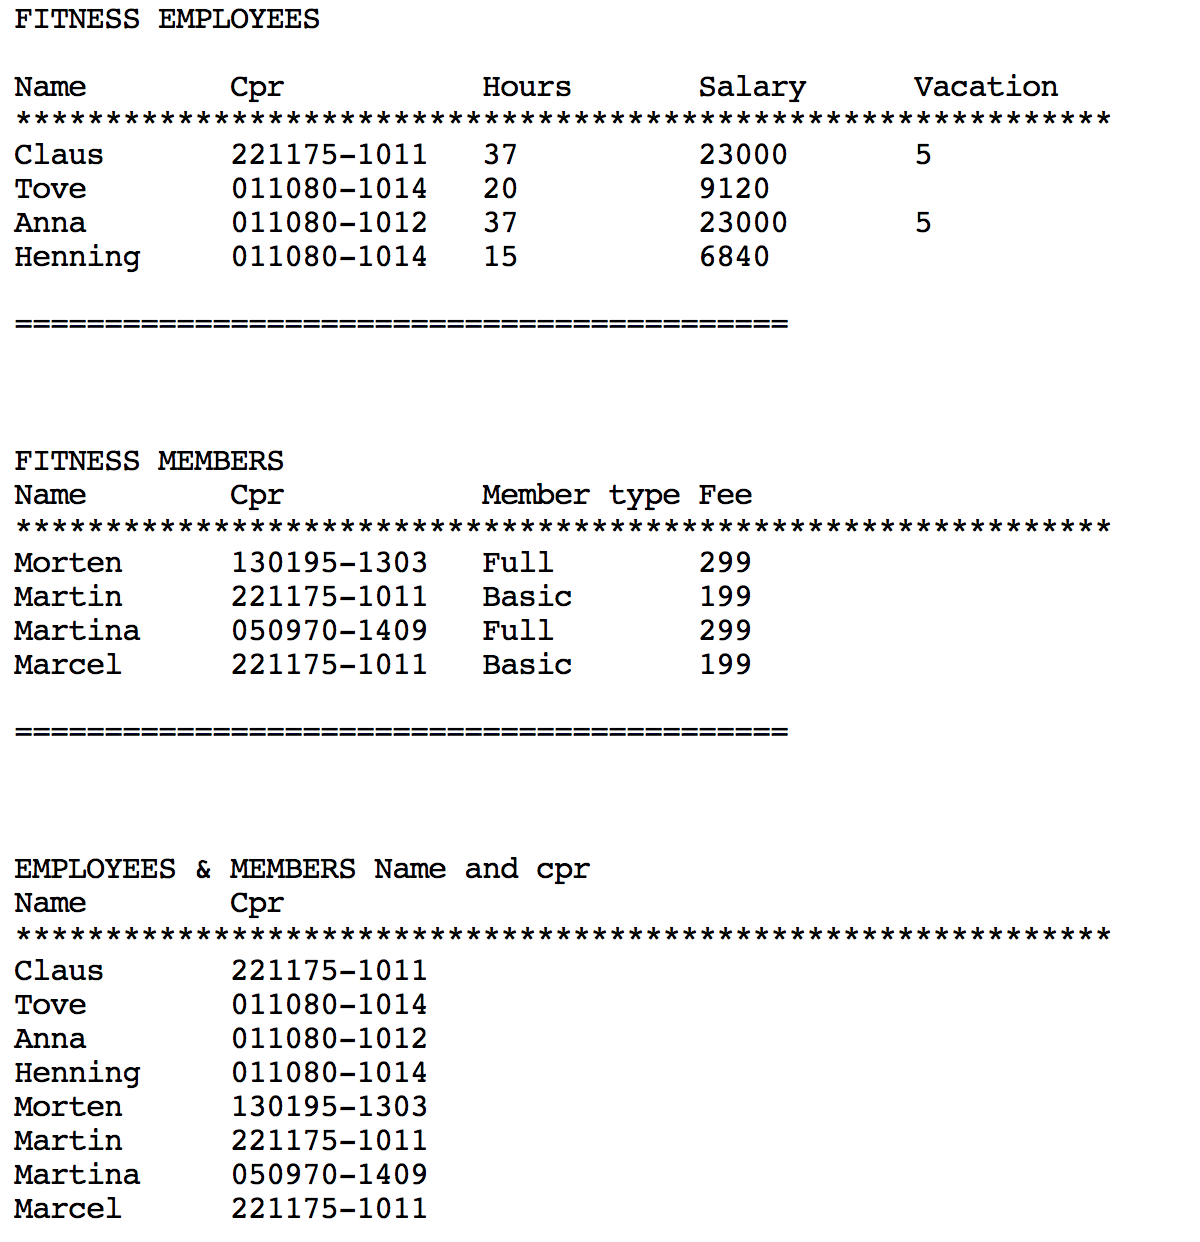 FITNESS EMPLOYEES
Name Cpr Hours Salary Vacation
*************************************************************
Claus 221175-1011 37 23000 5
Tove 011080-1014 20 9120
Anna 011080-1012 37 23000 5
Henning 011080-1014 15 6840
===========================================
FITNESS MEMBERS
Name Cpr Member type Fee
*************************************************************
Morten 130195-1303 Full 299
Martin 221175-1011 Basic 199
Martina 050970-1409 Full 299
Marcel 221175-1011 Basic 199
===========================================
EMPLOYEES & MEMBERS Name and cpr
Name Cpr
*************************************************************
Claus 221175-1011
Tove 011080-1014
Anna 011080-1012
Henning 011080-1014
Morten 130195-1303
Martin 221175-1011
Martina 050970-1409
Marcel 221175-1011